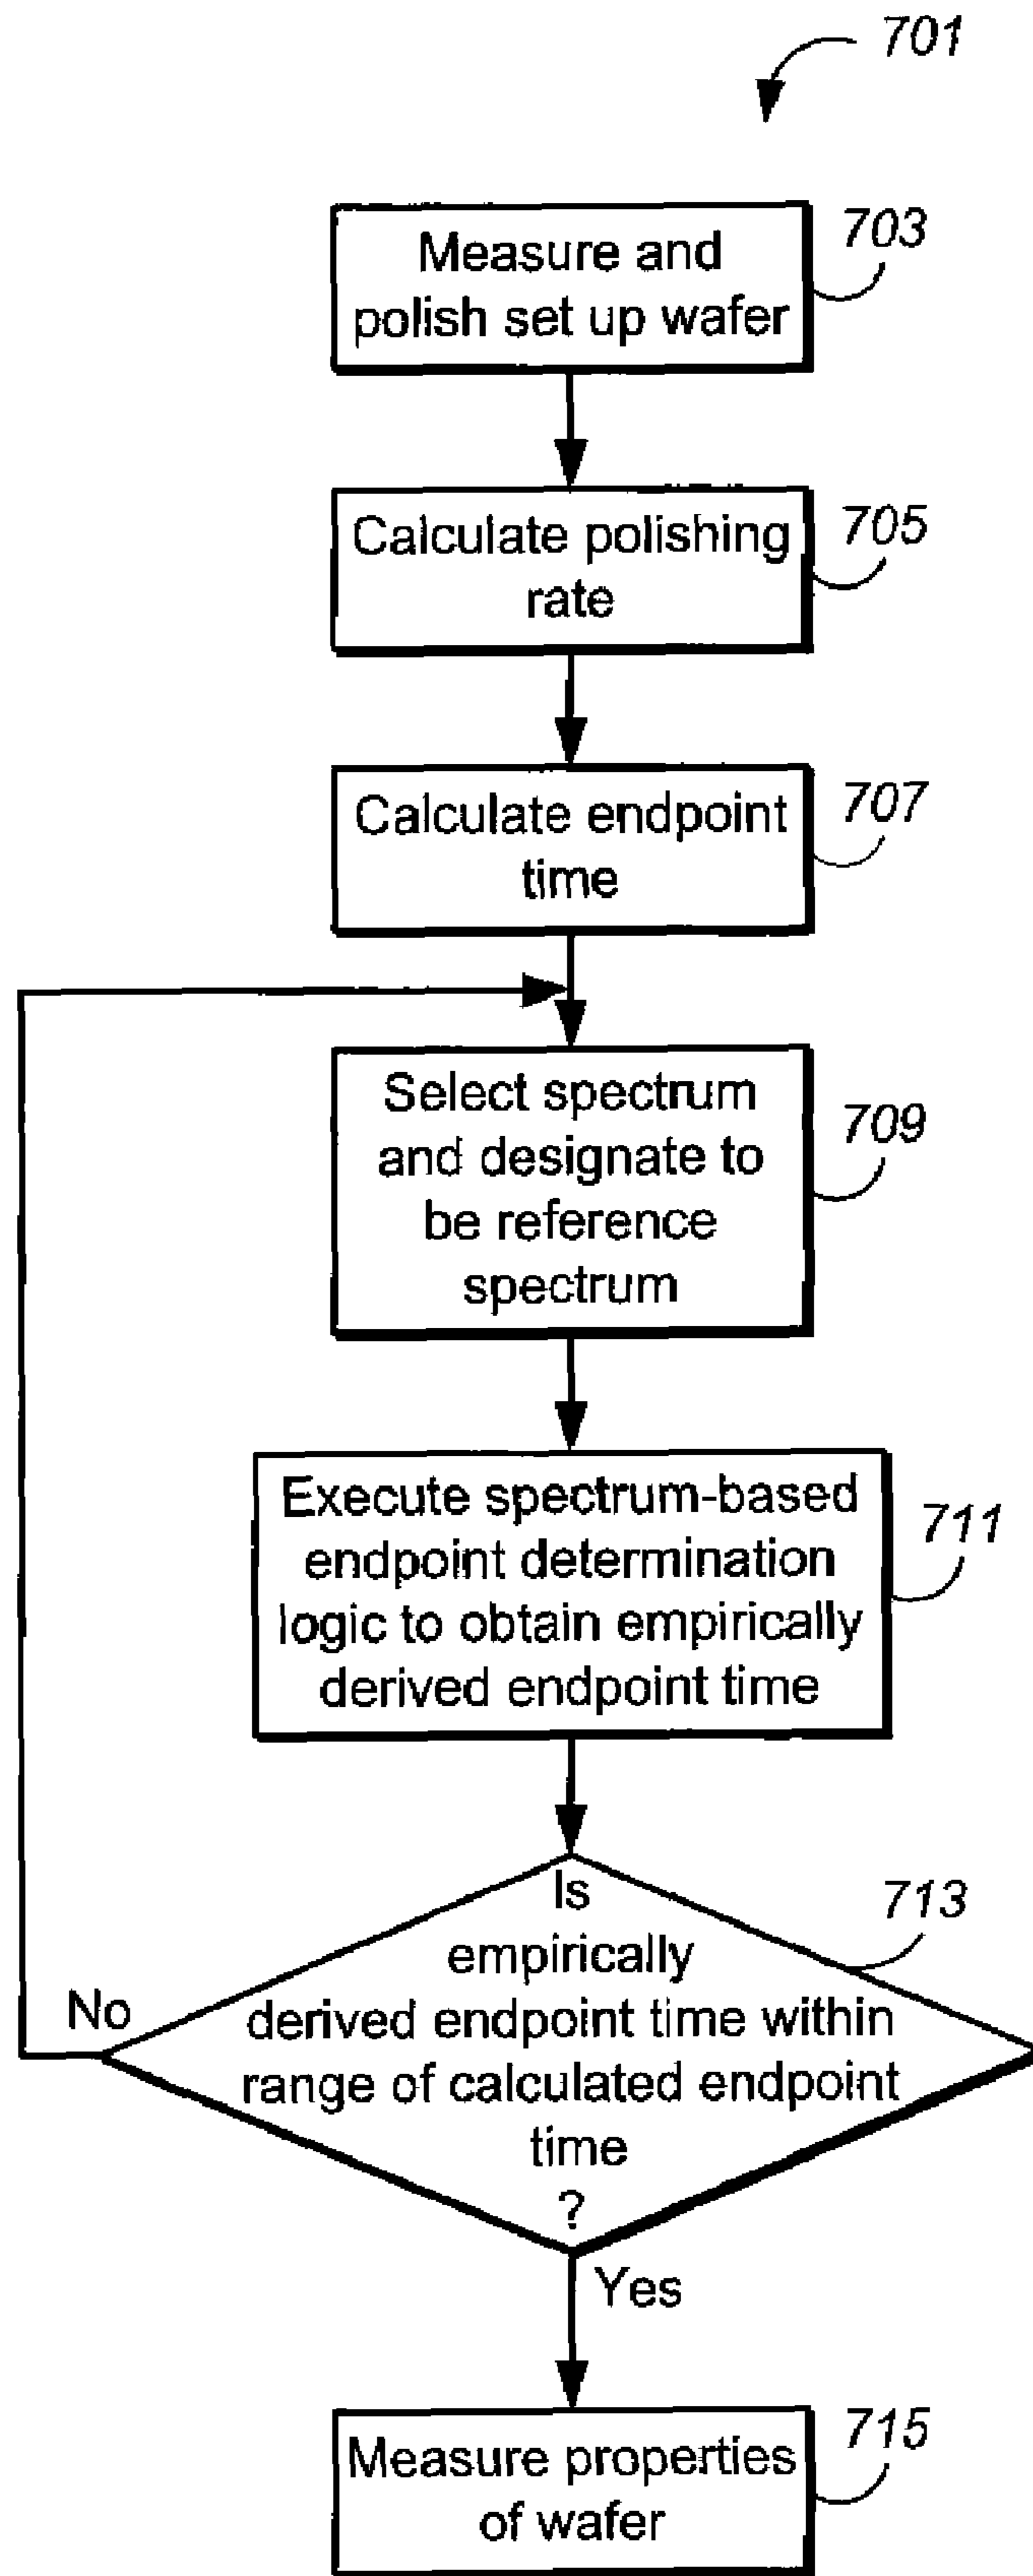 701
Measure and
polish set up wafer
703
Calculate polishing
rate
705
Calculate endpoint
time
707
Select spectrum
and designate to
be reference
spectrum
709
Execute spectrum-based
endpoint determination
logic to obtain empirically
derived endpoint time
711
Is
empirically
derived endpoint time within
range of calculated endpoint
time
?
713
No
Yes
Measure properties
of wafer
715